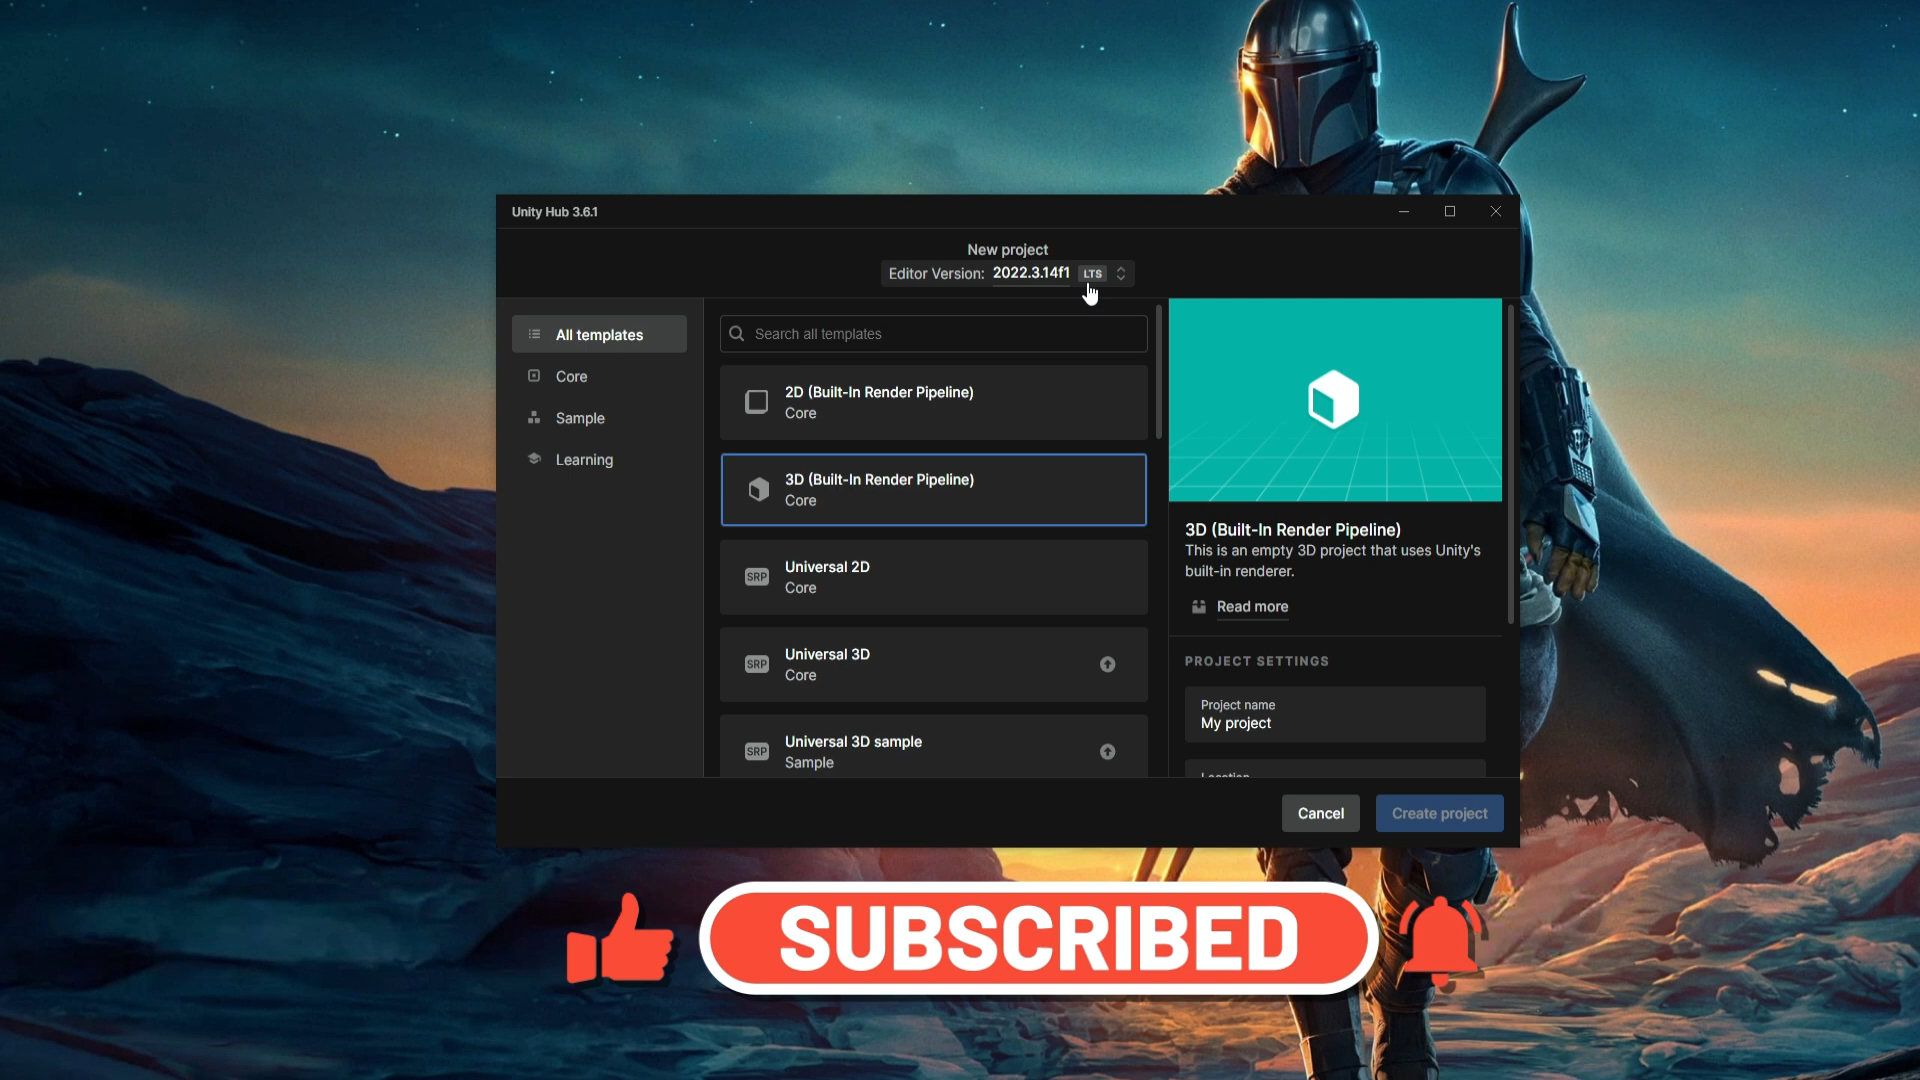 Unity Hub 3.6.1
New project
Editor Version: 2022.3.14f1 LTS
All templates
Core
Sample
Learning
Search all templates
2D (Built-In Render Pipeline)
Core
3D (Built-In Render Pipeline)
Core
SRP
Universal 2D
Core
SRP
Universal 3D
Core
SRP
Universal 3D sample
Sample
3D (Built-In Render Pipeline)
This is an empty 3D project that uses Unity's
built-in renderer.
Read more
PROJECT SETTINGS
Project name
My project
Location
Cancel
Create project
SUBSCRIBED